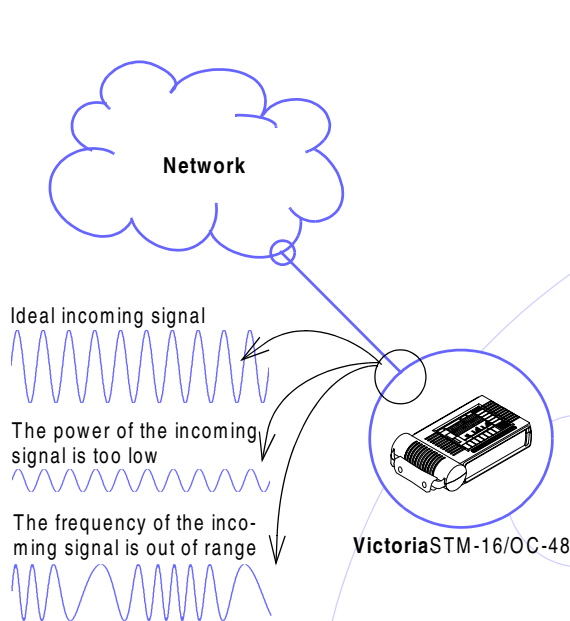 Network
Ideal incoming signal
The power of the incoming
signal is too low
The frequency of the inco-
ming signal is out of range
VictoriaSTM-16/OC-48